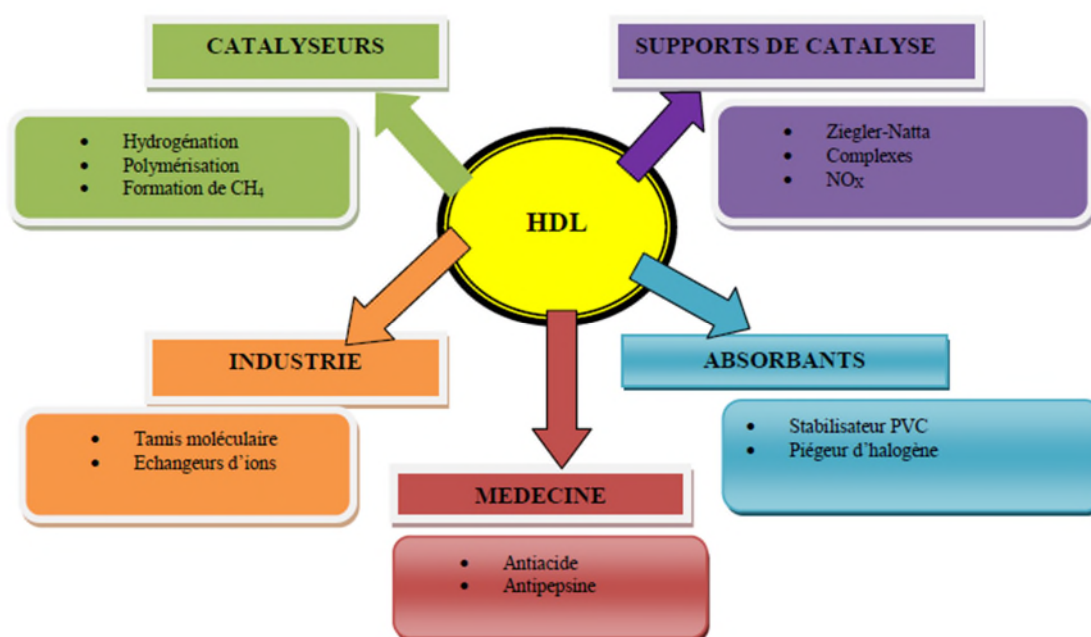 CATALYSEURS
• Hydrogénation
• Polymérisation
• Formation de CH₄
SUPPORTS DE CATALYSE
• Ziegler-Natta
• Complexes
• NOX
HDL
INDUSTRIE
• Tamis moléculaire
• Echangeurs d'ions
ABSORBANTS
• Stabilisateur PVC
• Piégeur d'halogène
MEDECINE
• Antiacide
• Antipepsine